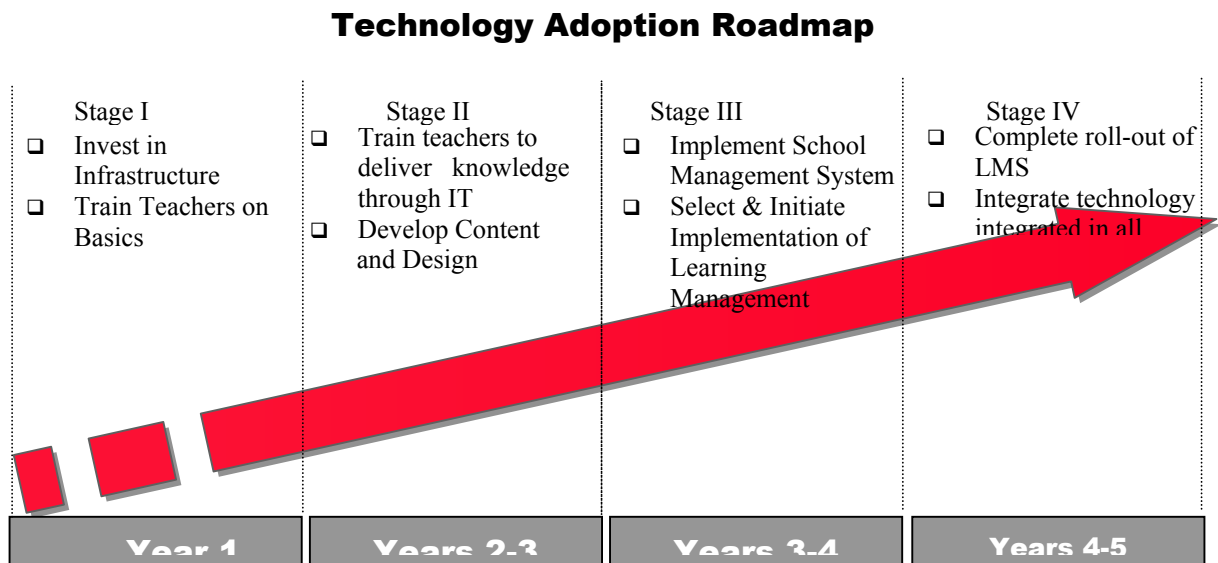 Technology Adoption Roadmap
Stage I
❑ Invest in
Infrastructure
❑ Train Teachers on
Basics
Stage II
❑ Train teachers to
deliver knowledge
through IT
❑ Develop Content
and Design
Stage III
❑ Implement School
Management System
❑ Select & Initiate
Implementation of
Learning
Management
Stage IV
❑ Complete roll-out of
LMS
❑ Integrate technology
integrated in all
Year 1
Years 2-3
Years 3-4
Years 4-5